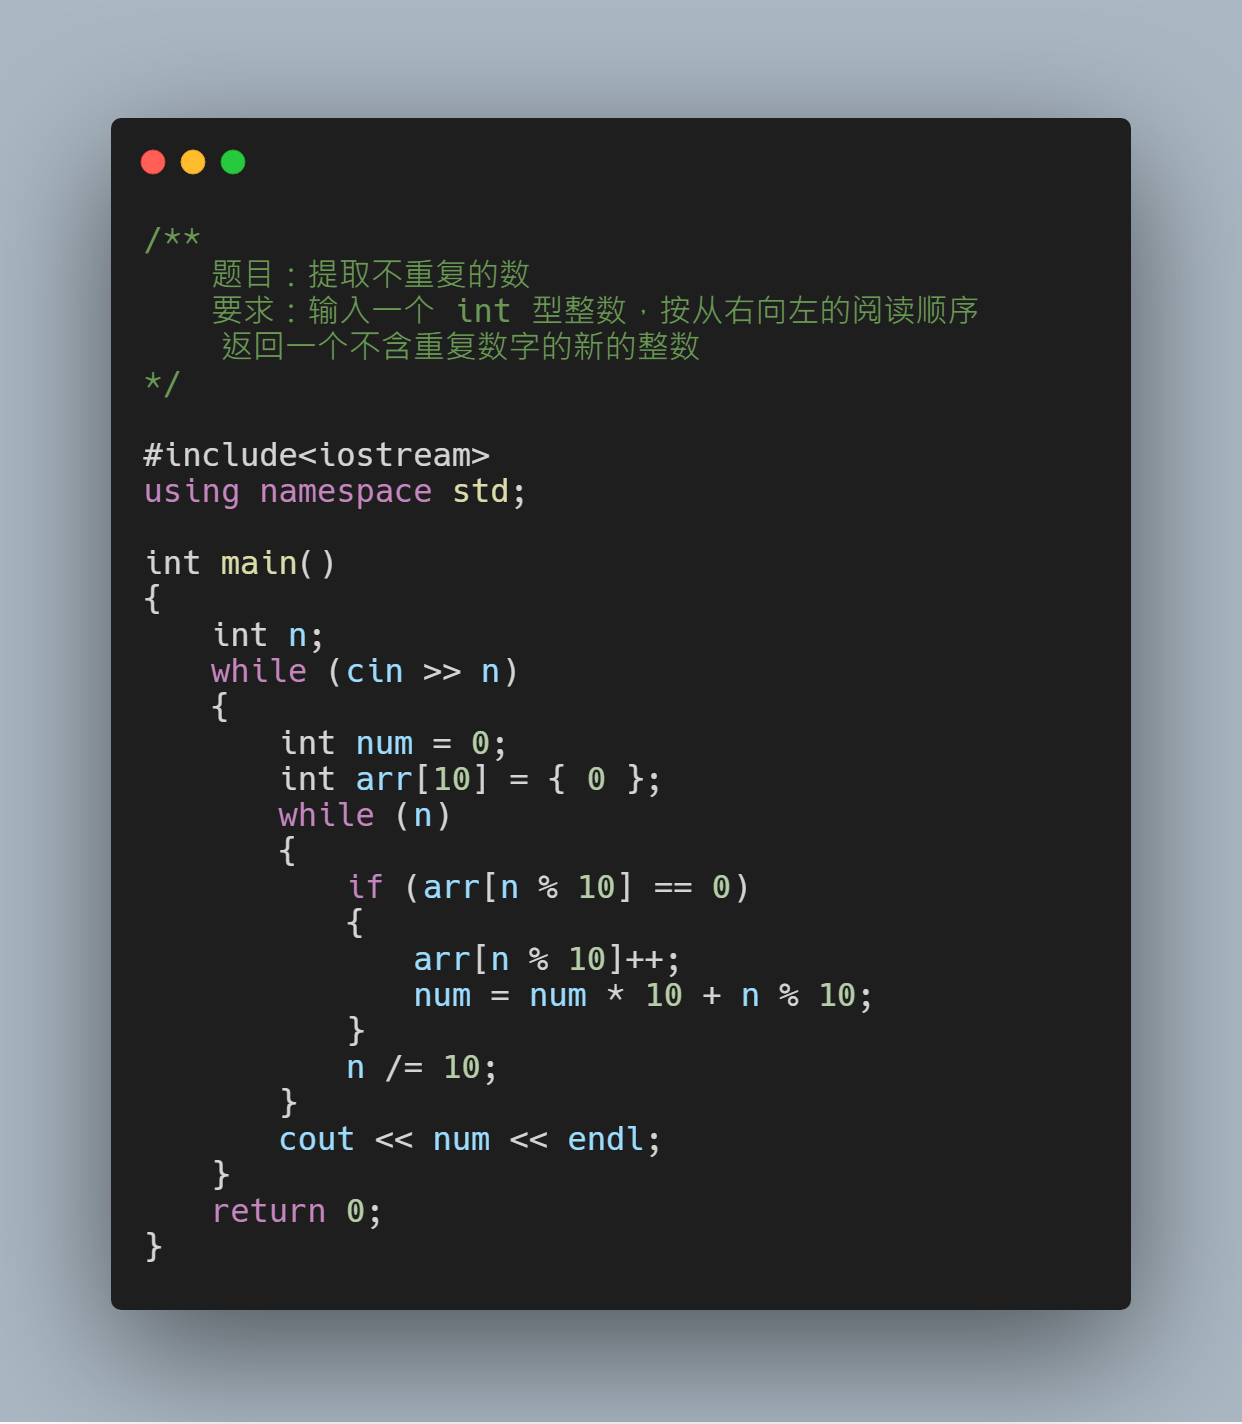 /**
    题目：提取不重复的数
    要求：输入一个 int 型整数，按从右向左的阅读顺序
    返回一个不含重复数字的新的整数
*/
#include<iostream>
using namespace std;
int main()
{
    int n;
    while (cin >> n)
    {
        int num = 0;
        int arr[10] = { 0 };
        while (n)
        {
            if (arr[n % 10] == 0)
            {
                arr[n % 10]++;
                num = num * 10 + n % 10;
            }
            n /= 10;
        }
        cout << num << endl;
    }
    return 0;
}